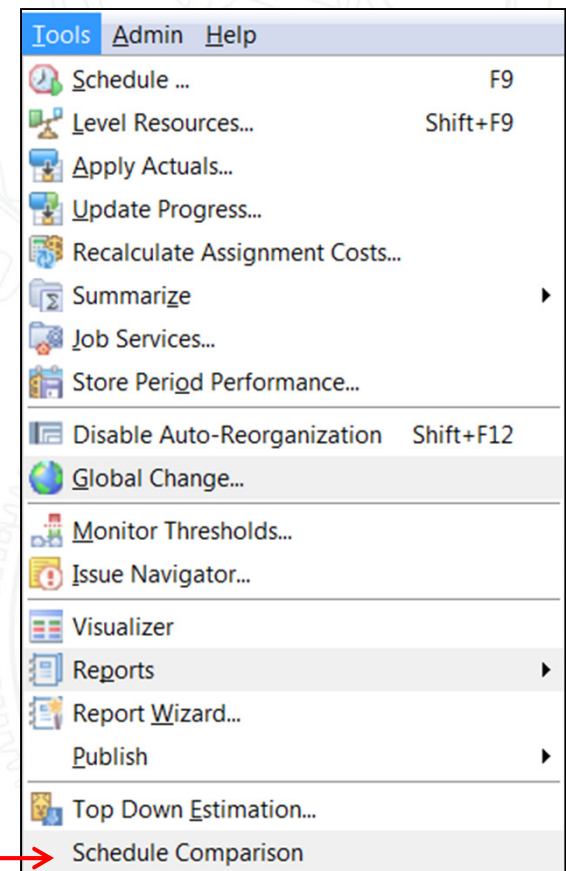 Tools Admin Help
Schedule ... F9
Level Resources... Shift+F9
Apply Actuals...
Update Progress...
Recalculate Assignment Costs...
Summarize
Job Services...
Store Period Performance...
Disable Auto-Reorganization Shift+F12
Global Change...
Monitor Thresholds...
Issue Navigator...
Visualizer
Reports
Report Wizard...
Publish
Top Down Estimation...
Schedule Comparison